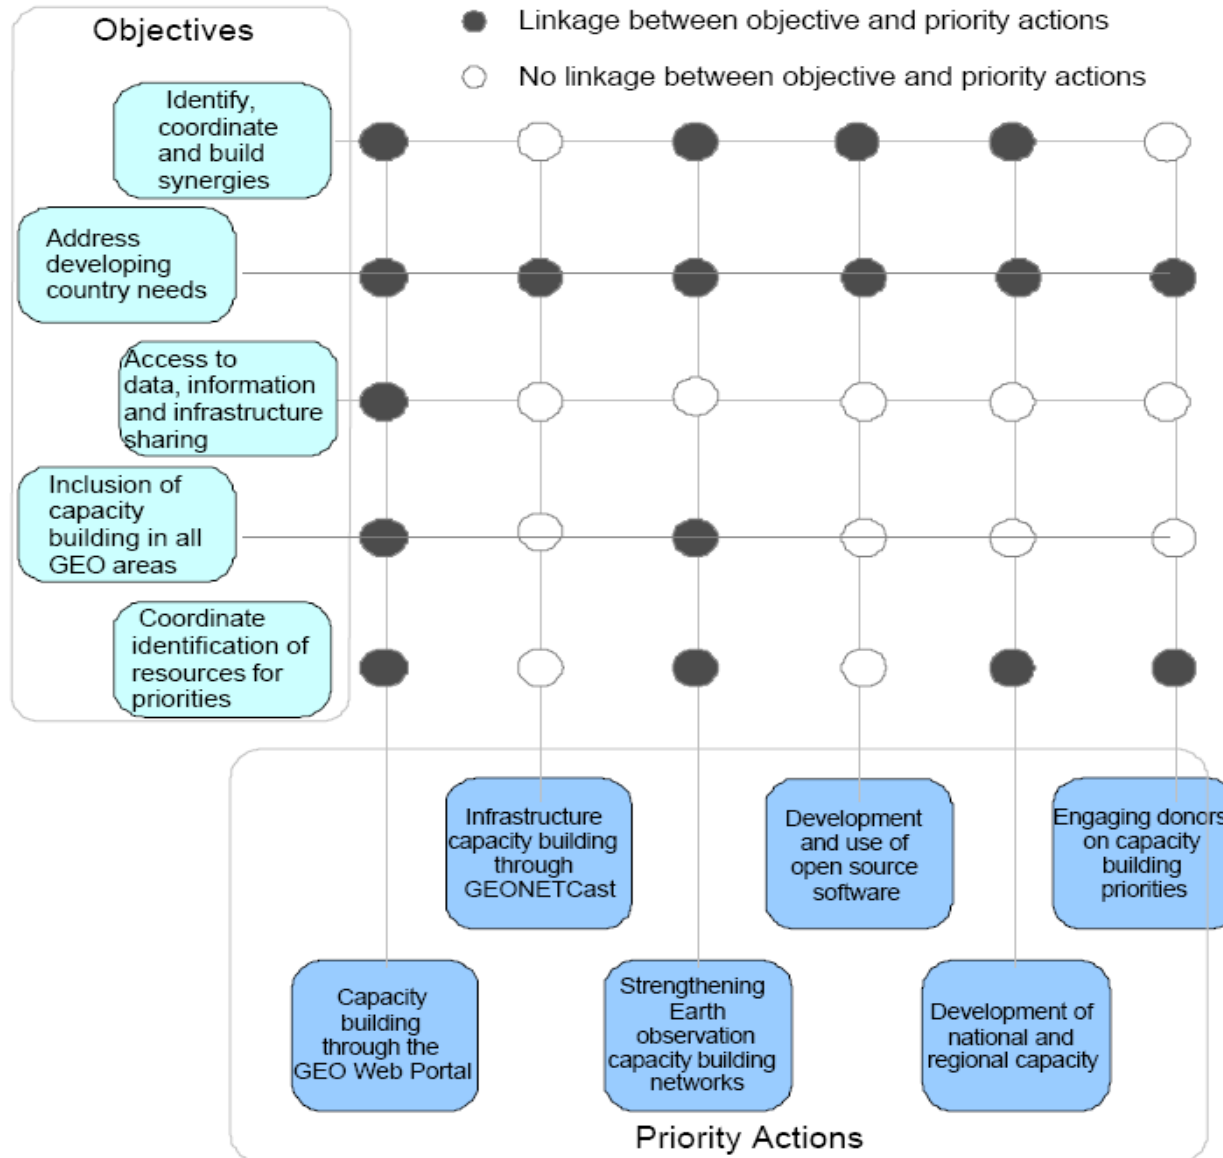 Objectives
Linkage between objective and priority actions
No linkage between objective and priority actions
Identify,
coordinate
and build
synergies
Address
developing
country needs
Access to
data, information
and infrastructure
sharing
Inclusion of
capacity
building in all
GEO areas
Coordinate
identification of
resources for
priorities
Infrastructure
capacity building
through
GEONETCast
Development
and use of
open source
software
Engaging donors
on capacity
building
priorities
Capacity
building
through the
GEO Web Portal
Strengthening
Earth
observation
capacity building
networks
Development of
national and
regional capacity
Priority Actions